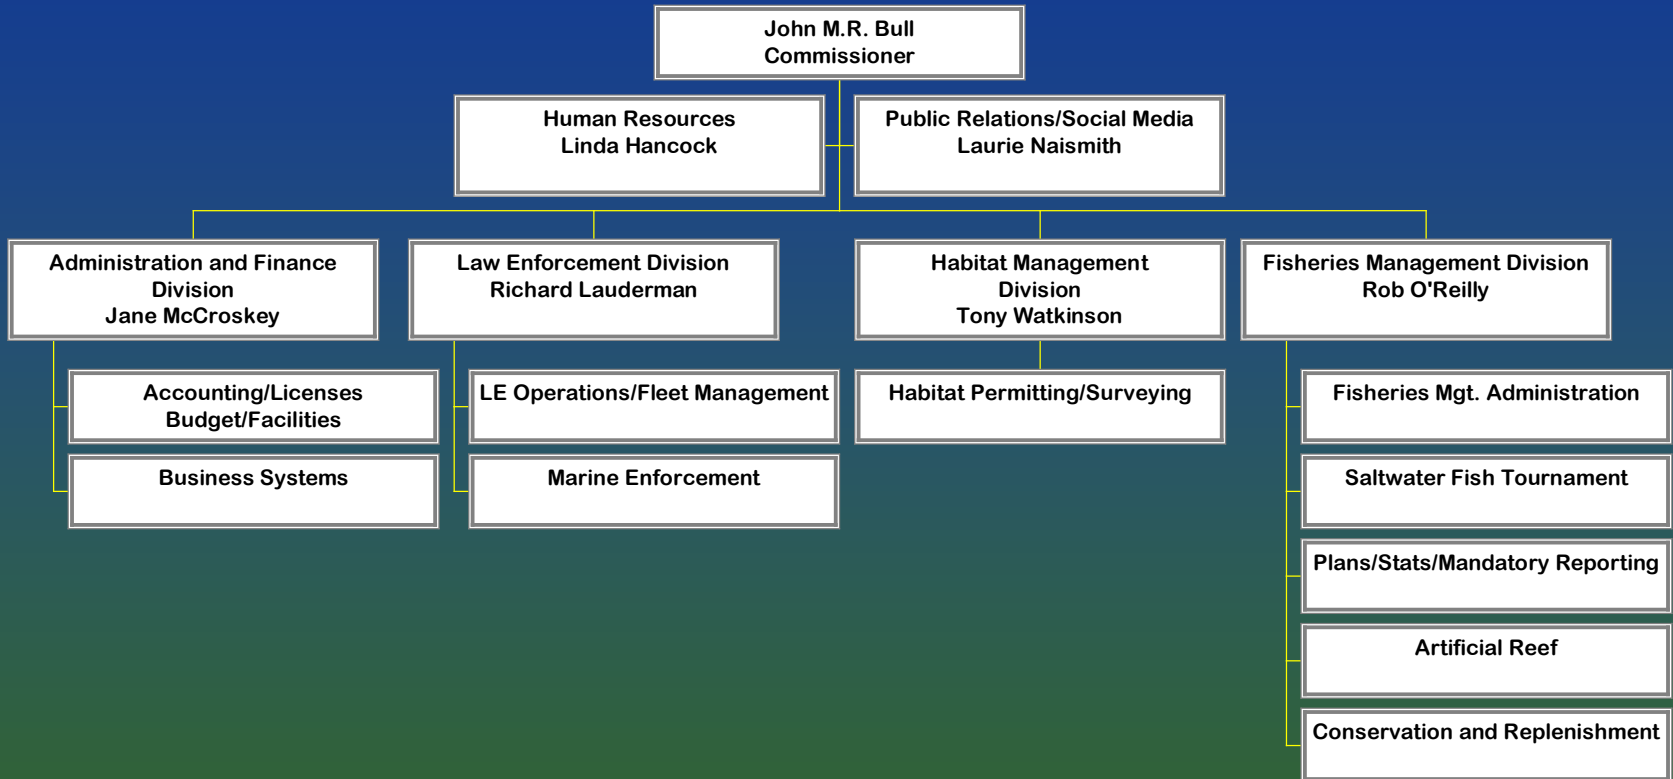 John M.R. Bull
Commissioner
Human Resources
Linda Hancock
Public Relations/Social Media
Laurie Naismith
Administration and Finance
Division
Jane McCroskey
Law Enforcement Division
Richard Lauderman
Habitat Management
Division
Tony Watkinson
Fisheries Management Division
Rob O'Reilly
Accounting/Licenses
Budget/Facilities
Business Systems
LE Operations/Fleet Management
Marine Enforcement
Habitat Permitting/Surveying
Fisheries Mgt. Administration
Saltwater Fish Tournament
Plans/Stats/Mandatory Reporting
Artificial Reef
Conservation and Replenishment